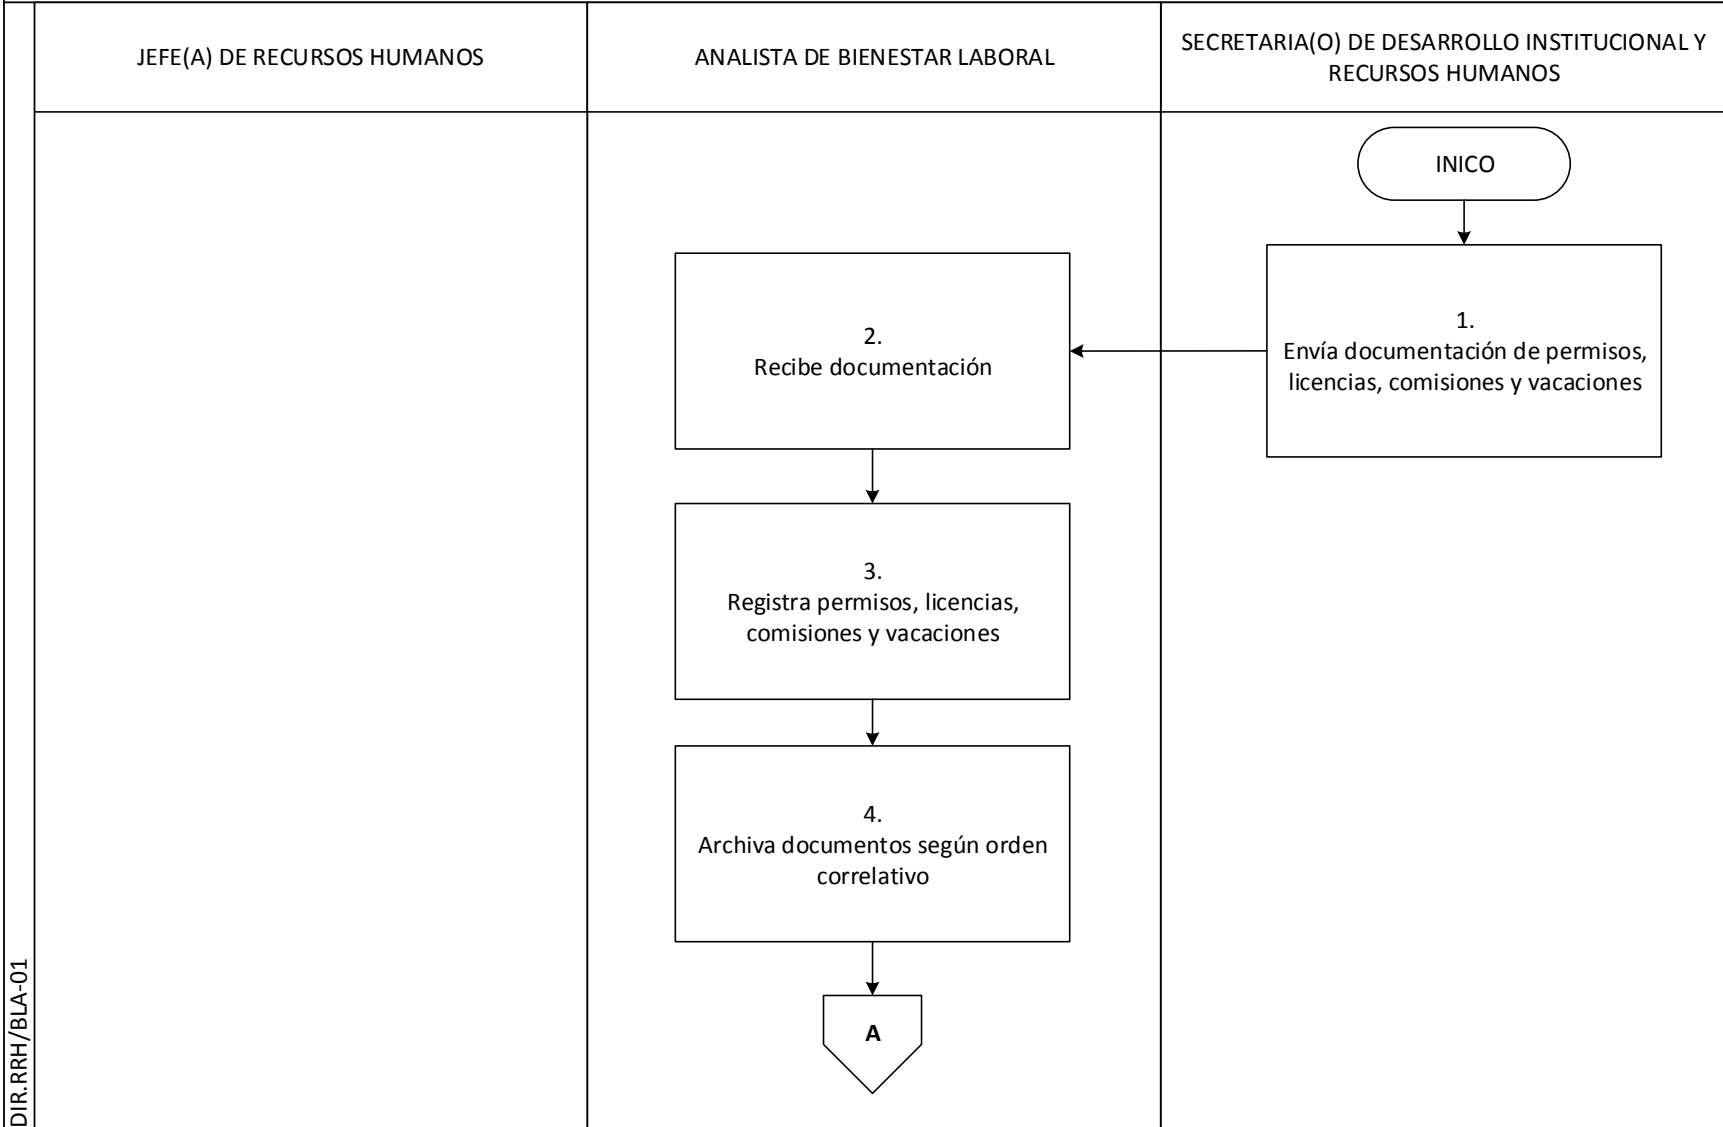 JEFE(A) DE RECURSOS HUMANOS
ANALISTA DE BIENESTAR LABORAL
SECRETARIA(O) DE DESARROLLO INSTITUCIONAL Y
RECURSOS HUMANOS
INICO
1.
Envía documentación de permisos,
licencias, comisiones y vacaciones
2.
Recibe documentación
3.
Registra permisos, licencias,
comisiones y vacaciones
4.
Archiva documentos según orden
correlativo
A
DIR.RRH/BLA-01